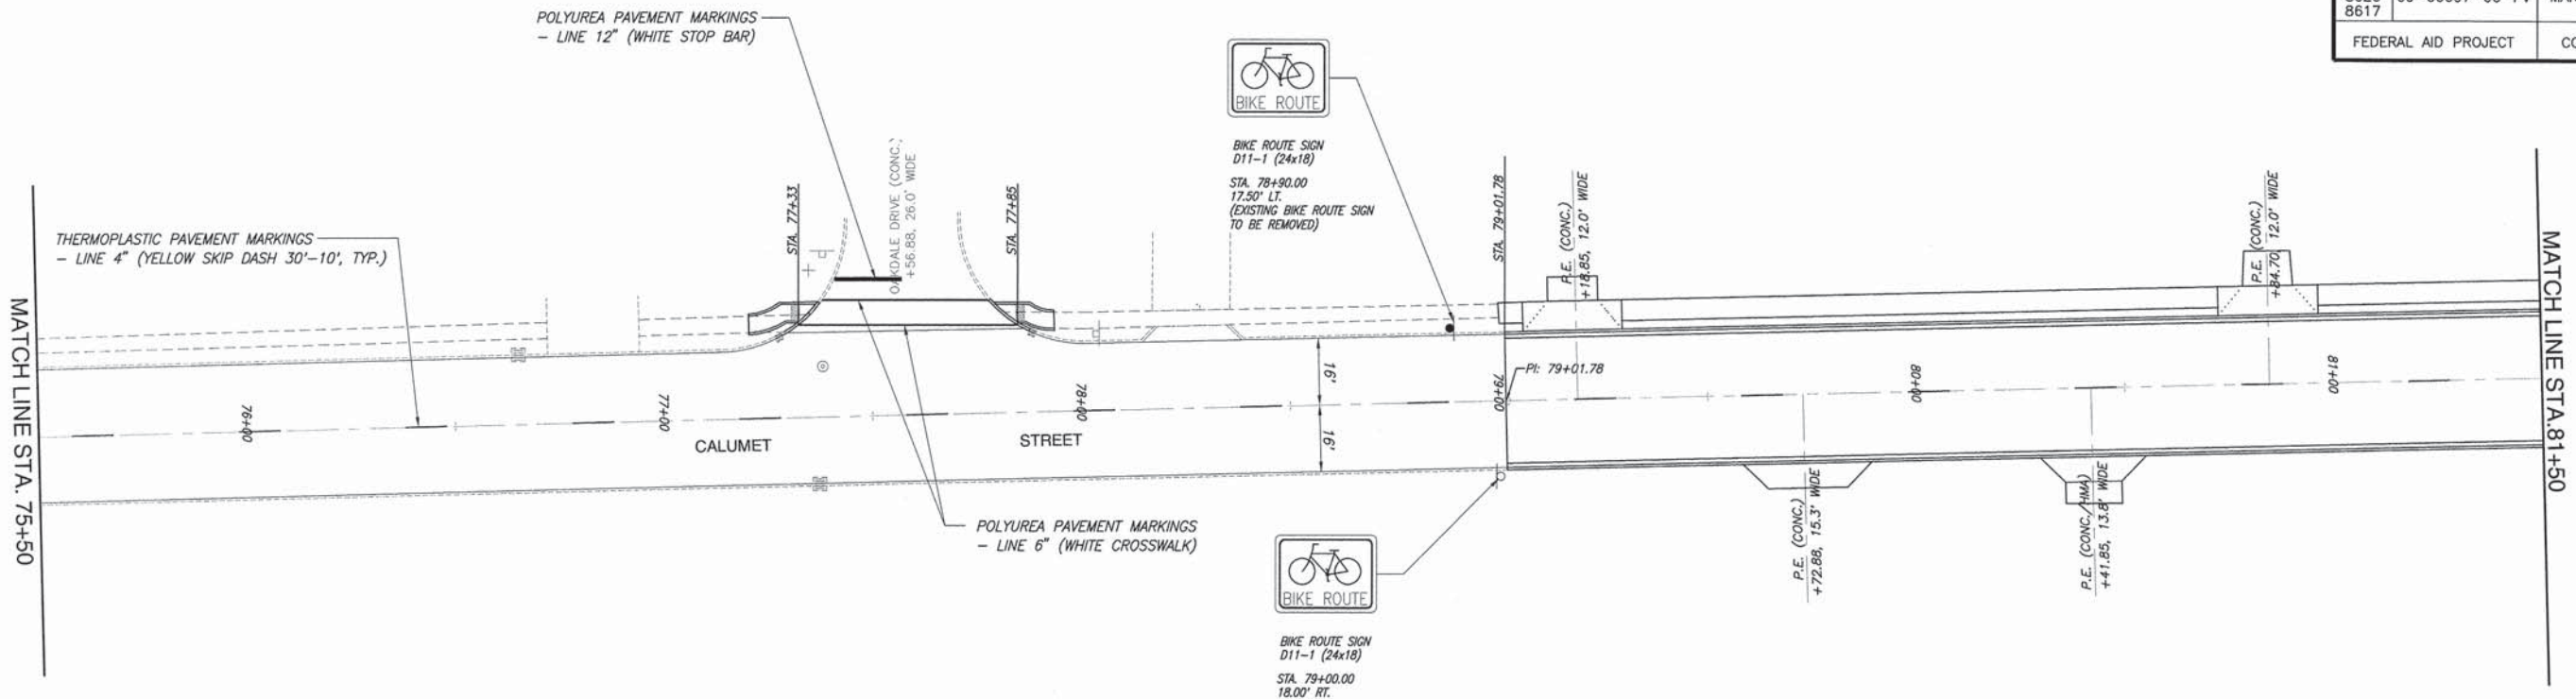 POLYUREA PAVEMENT MARKINGS
– LINE 12" (WHITE STOP BAR)
8617
FEDERAL AID PROJECT
BIKE ROUTE
BIKE ROUTE SIGN
D11-1 (24x18)
STA. 78+90.00
17.50' LT.
(EXISTING BIKE ROUTE SIGN
TO BE REMOVED)
THERMOPLASTIC PAVEMENT MARKINGS
– LINE 4" (YELLOW SKIP DASH 30'-10', TYP.)
STA. 77+33
OAKDALE DRIVE (CONC.)
+56.88, 26.0' WIDE
STA. 77+85
STA. 79+01.78
P.E. (CONC.)
+18.85, 12.0' WIDE
P.E. (CONC.)
+84.70, 12.0' WIDE
MATCH LINE STA. 75+50
MATCH LINE STA.81+50
76+00
77+00
78+00
79+00
80+00
81+00
PI: 79+01.78
16'
16'
CALUMET
STREET
POLYUREA PAVEMENT MARKINGS
– LINE 6" (WHITE CROSSWALK)
P.E. (CONC.)
+72.88, 15.3' WIDE
P.E. (CONC./HMA)
+41.85, 13.8' WIDE
BIKE ROUTE
BIKE ROUTE SIGN
D11-1 (24x18)
STA. 79+00.00
18.00' RT.